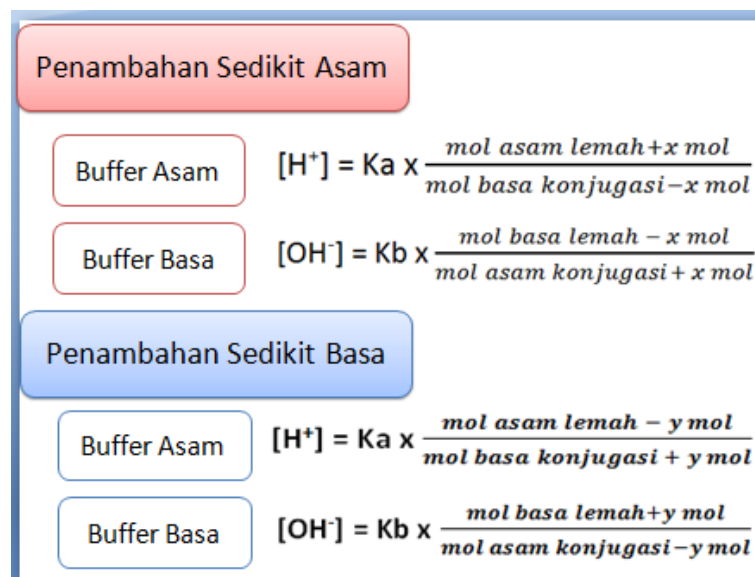 Penambahan Sedikit Asam
Buffer Asam
[H⁺] = Ka x (mol asam lemah+x mol)/(mol basa konjugasi−x mol)
Buffer Basa
[OH⁻] = Kb x (mol basa lemah − x mol)/(mol asam konjugasi + x mol)
Penambahan Sedikit Basa
Buffer Asam
[H⁺] = Ka x (mol asam lemah − y mol)/(mol basa konjugasi + y mol)
Buffer Basa
[OH⁻] = Kb x (mol basa lemah+y mol)/(mol asam konjugasi−y mol)